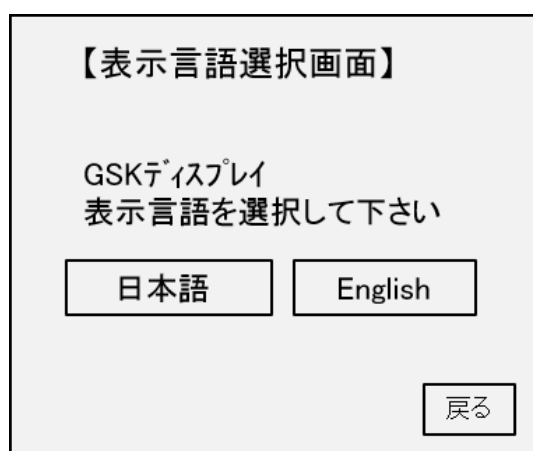 【表示言語選択画面】
GSKディスプレイ
表示言語を選択して下さい
日本語
English
戻る